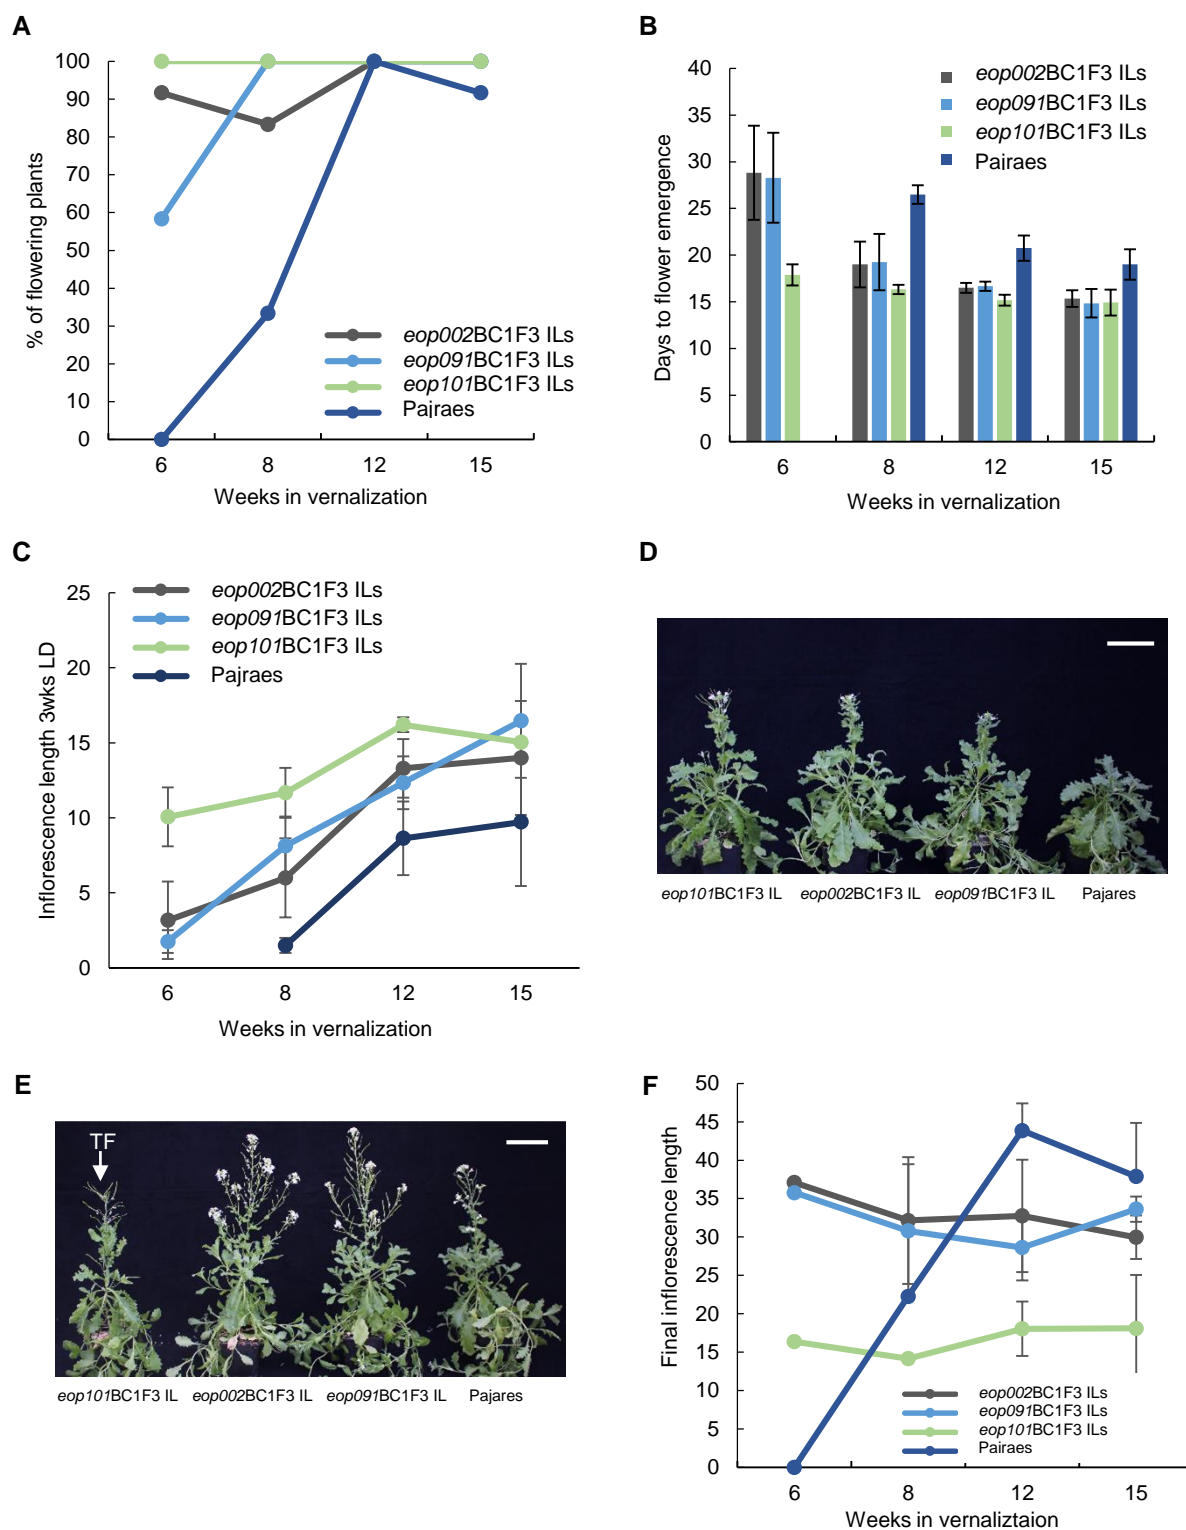 A
100
90
80
70
60
50
40
30
20
10
0
% of flowering plants
eop002BC1F3 ILs
eop091BC1F3 ILs
eop101BC1F3 ILs
Pajraes
6 8 12 15
Weeks in vernalization
B
40
35
30
25
20
15
10
5
0
Days to flower emergence
eop002BC1F3 ILs
eop091BC1F3 ILs
eop101BC1F3 ILs
Pairaes
6 8 12 15
Weeks in vernalization
C
25
20
15
10
5
0
Inflorescence length 3wks LD
eop002BC1F3 ILs
eop091BC1F3 ILs
eop101BC1F3 ILs
Pajraes
6 8 12 15
Weeks in vernalization
D
eop101BC1F3 IL eop002BC1F3 IL eop091BC1F3 IL Pajares
E
TF
eop101BC1F3 IL eop002BC1F3 IL eop091BC1F3 IL Pajares
F
50
45
40
35
30
25
20
15
10
5
0
Final inflorescence length
eop002BC1F3 ILs
eop091BC1F3 ILs
eop101BC1F3 ILs
Pairaes
6 8 12 15
Weeks in vernaliztaion